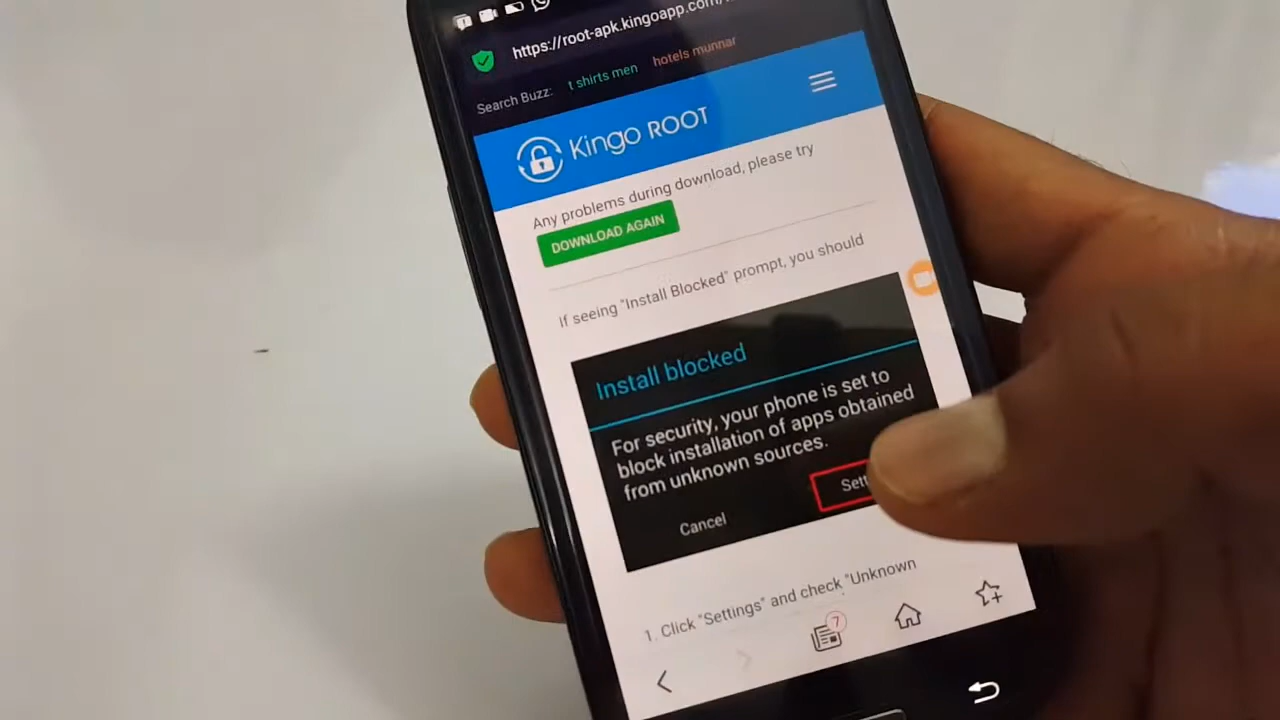 https://root-apk.kingoapp.com/
Search Buzz: t shirts men hotels munnar
Kingo ROOT
Any problems during download, please try
DOWNLOAD AGAIN
If seeing "Install Blocked" prompt, you should
Install blocked
For security, your phone is set to
block installation of apps obtained
from unknown sources.
Cancel Sett
1. Click "Settings" and check "Unknown
7